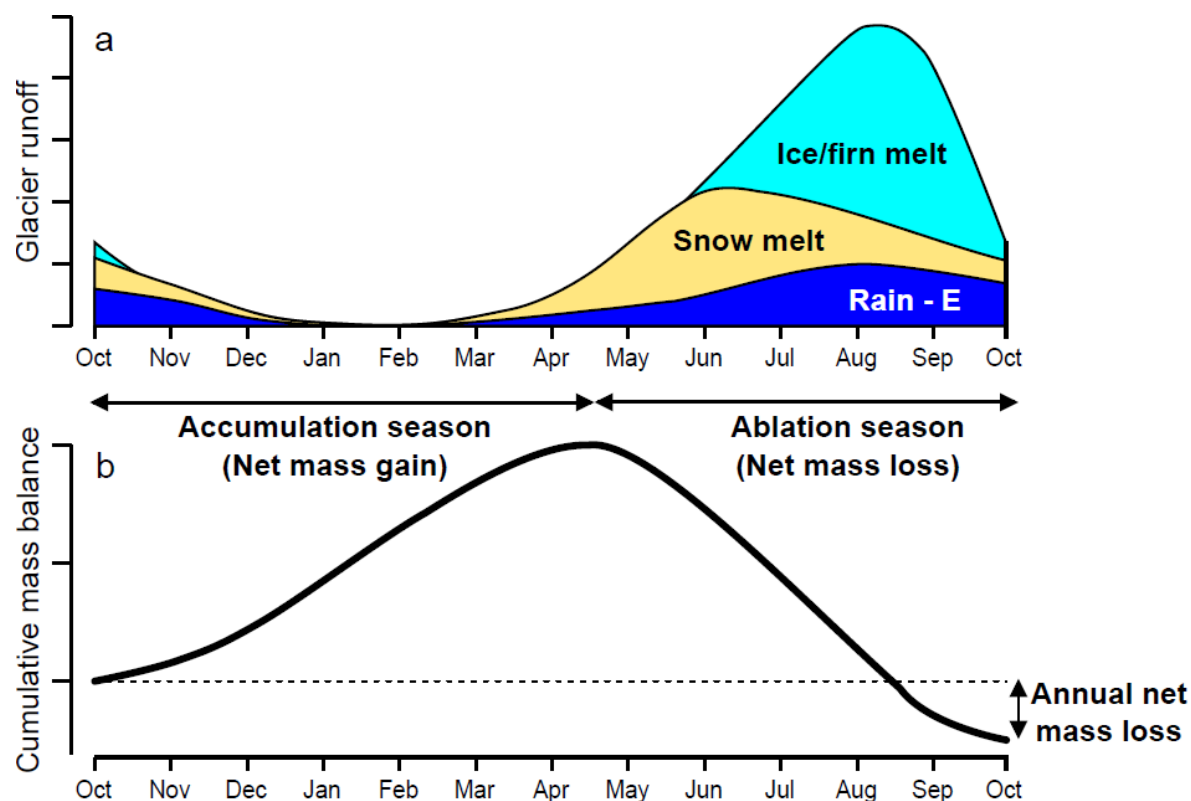 a
Glacier runoff
Ice/firn melt
Snow melt
Rain - E
Oct Nov Dec Jan Feb Mar Apr May Jun Jul Aug Sep Oct
Accumulation season
(Net mass gain)
Ablation season
(Net mass loss)
b
Cumulative mass balance
Annual net
mass loss
Oct Nov Dec Jan Feb Mar Apr May Jun Jul Aug Sep Oct